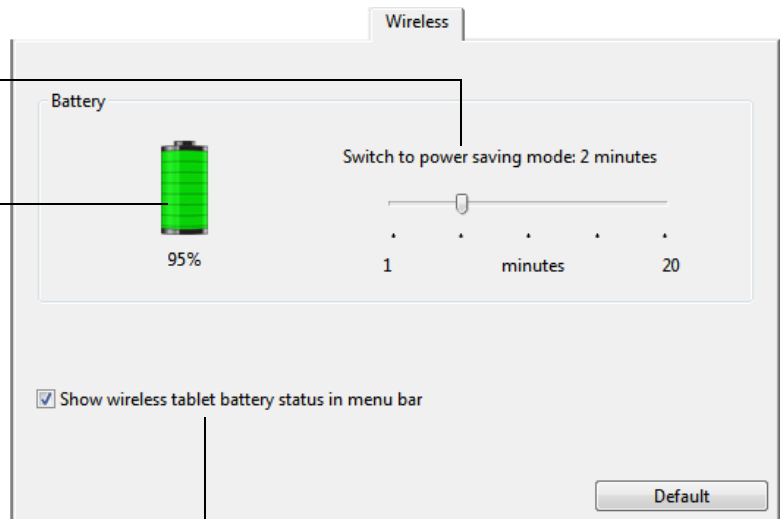 Wireless
Battery
Switch to power saving mode: 2 minutes
95%
1 minutes 20
Show wireless tablet battery status in menu bar
Default